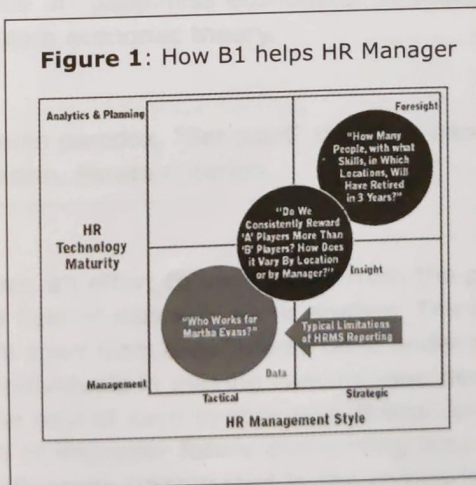 Figure 1: How B1 helps HR Manager
Analytics & Planning
Foresight
"How Many
People, with what
Skills, in Which
Locations, Will
Have Retired
in 3 Years?"
HR
Technology
Maturity
"Do We
Consistently Reward
'A' Players More Than
'B' Players? How Does
it Vary By Location
or by Manager?"
Insight
"Who Works for
Martha Evans?"
Typical Limitations
of HRMS Reporting
Data
Management
Tactical
Strategic
HR Management Style